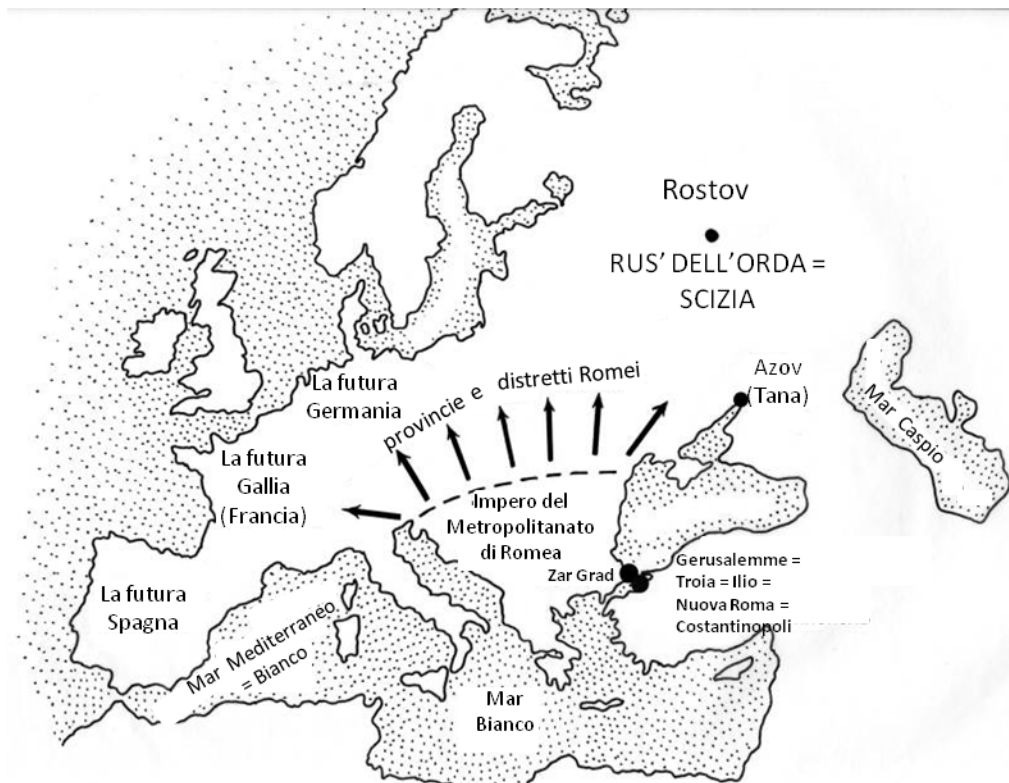 Rostov
RUS' DELL'ORDA =
SCIZIA
Azov
(Tana)
Mar Caspio
La futura
Germania
provincie e distretti Romei
La futura
Gallia
(Francia)
Impero del
Metropolitanato
di Romea
Zar Grad
Gerusalemme =
Troia = Ilio =
Nuova Roma =
Costantinopoli
La futura
Spagna
Mar Mediterraneo
= Bianco
Mar
Bianco